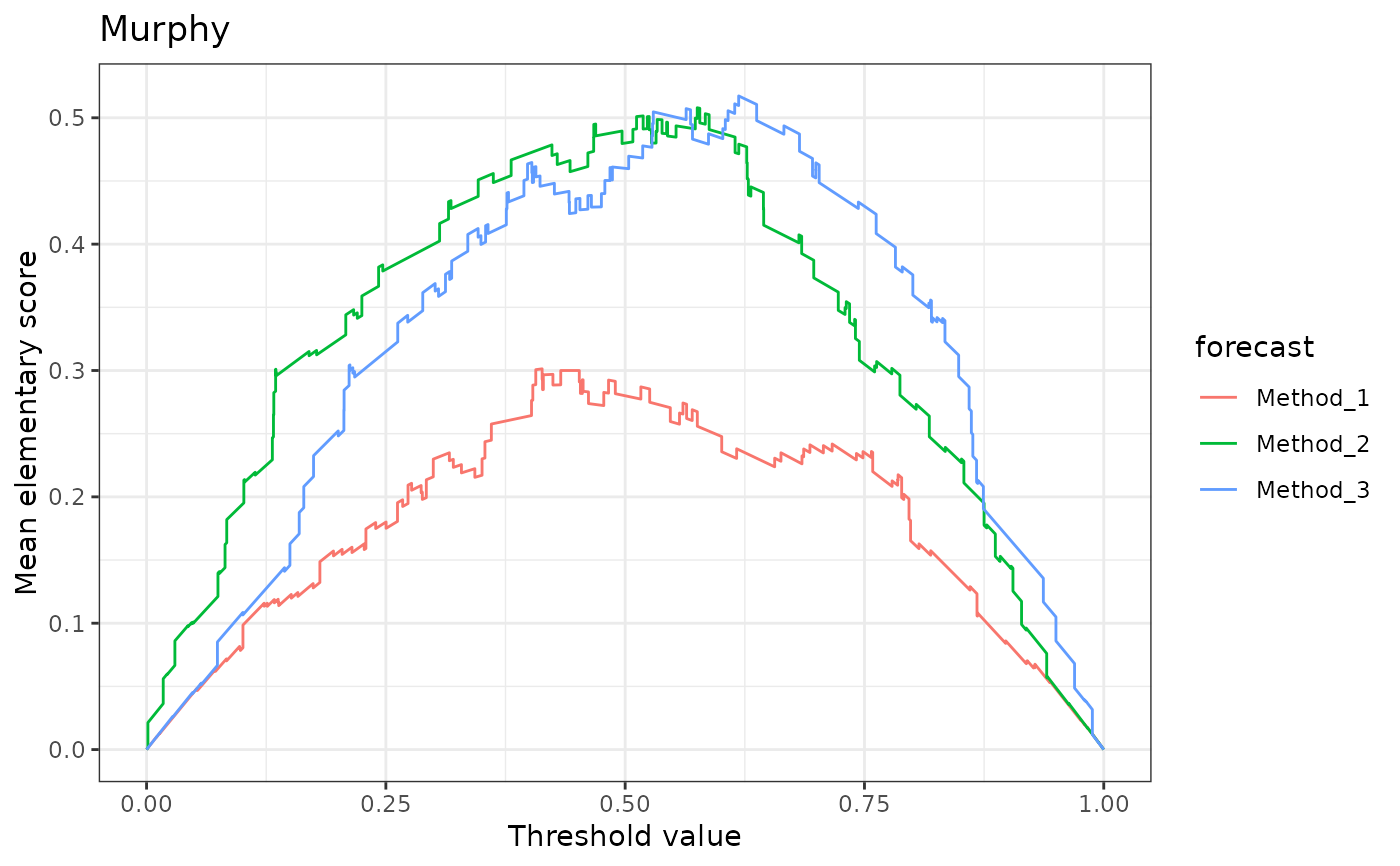 Murphy
Mean elementary score
0.5
0.4
0.3
0.2
0.1
0.0
0.00 0.25 0.50 0.75 1.00
Threshold value
forecast
Method_1
Method_2
Method_3